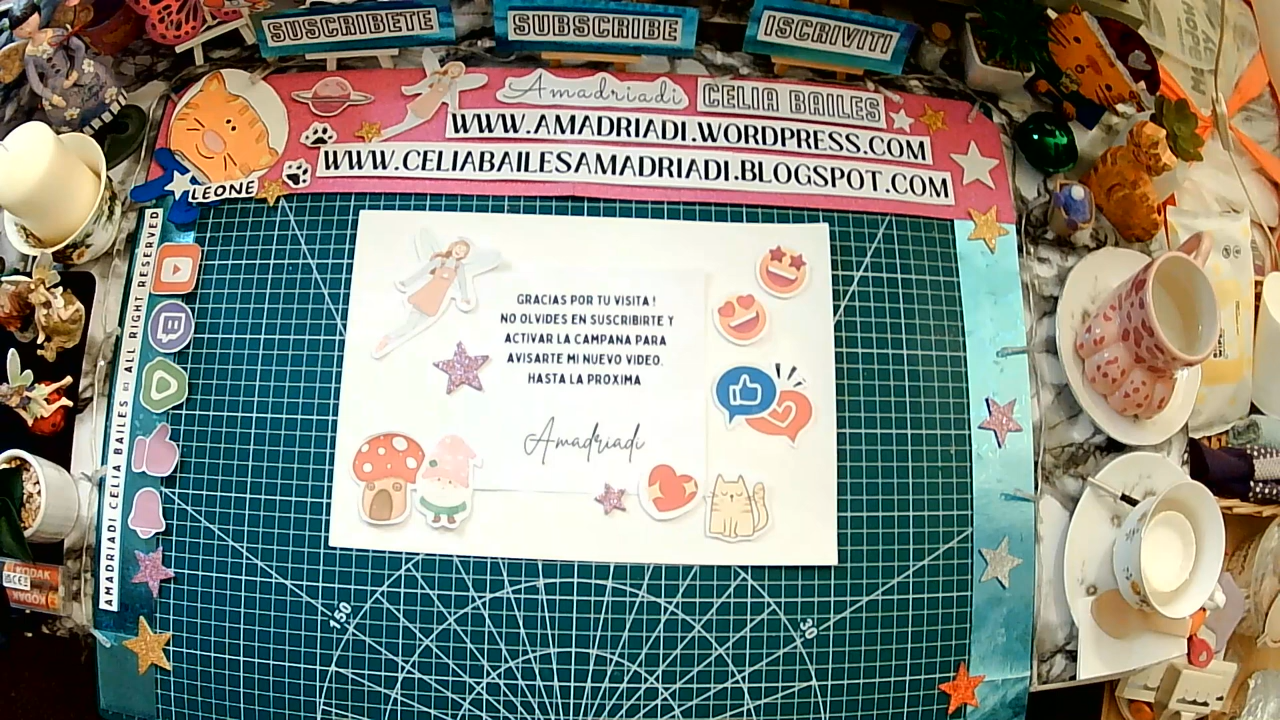 SUSCRIBETE
SUBSCRIBE
ISCRIVITI
Amadriadi CELIA BAILES
WWW.AMADRIADI.WORDPRESS.COM
WWW.CELIABAILESAMADRIADI.BLOGSPOT.COM
LEONE
AMADRIADI CELIA BAILES ALL RIGHT RESERVED
GRACIAS POR TU VISITA!
NO OLVIDES EN SUSCRIBIRTE Y
ACTIVAR LA CAMPANA PARA
AVISARTE MI NUEVO VIDEO.
HASTA LA PROXIMA
Amadriadi
150
30
KODAK
KODAK